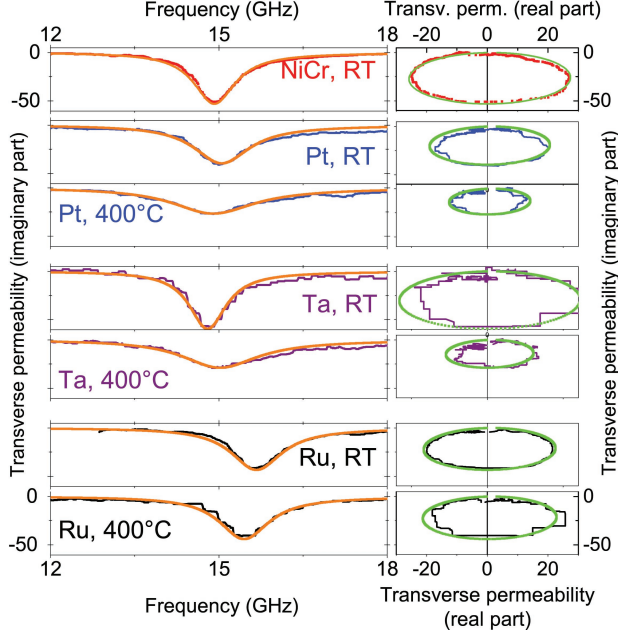 Frequency (GHz)
Transv. perm. (real part)
12 15 18
-20 0 20
0
-50
NiCr, RT
0
-50
Pt, RT
Pt, 400°C
Ta, RT
Ta, 400°C
Ru, RT
0
-50
Ru, 400°C
0
-50
12 15 18
-20 0 20
Frequency (GHz)
Transverse permeability
(real part)
Transverse permeability (imaginary part)
Transverse permeability (imaginary part)